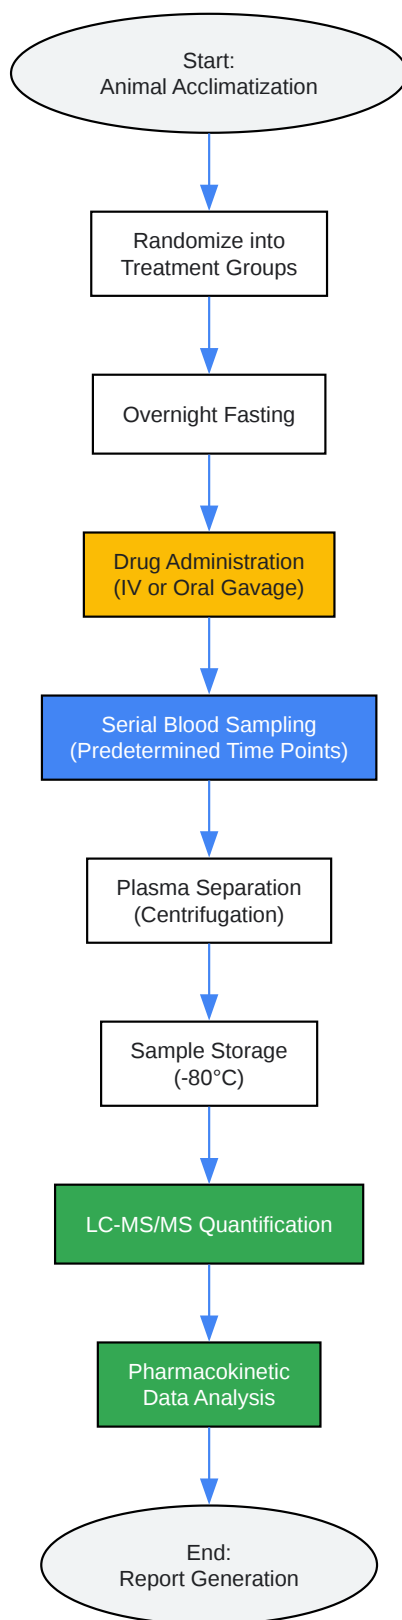 Start:
Animal Acclimatization
Randomize into
Treatment Groups
Overnight Fasting
Drug Administration
(IV or Oral Gavage)
Serial Blood Sampling
(Predetermined Time Points)
Plasma Separation
(Centrifugation)
Sample Storage
(-80°C)
LC-MS/MS Quantification
Pharmacokinetic
Data Analysis
End:
Report Generation